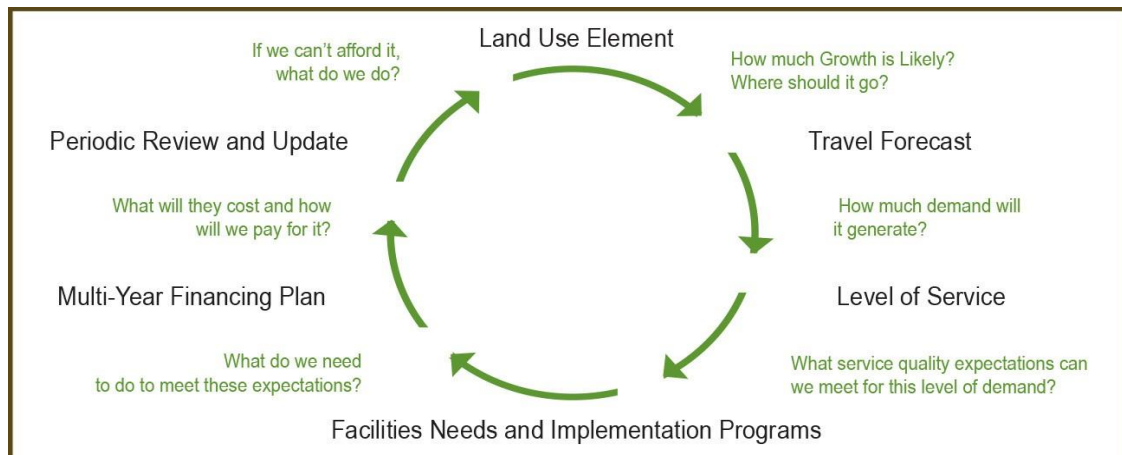 Land Use Element
How much Growth is Likely?
Where should it go?
Travel Forecast
How much demand will
it generate?
Level of Service
What service quality expectations can
we meet for this level of demand?
Facilities Needs and Implementation Programs
What do we need
to do to meet these expectations?
Multi-Year Financing Plan
What will they cost and how
will we pay for it?
Periodic Review and Update
If we can't afford it,
what do we do?